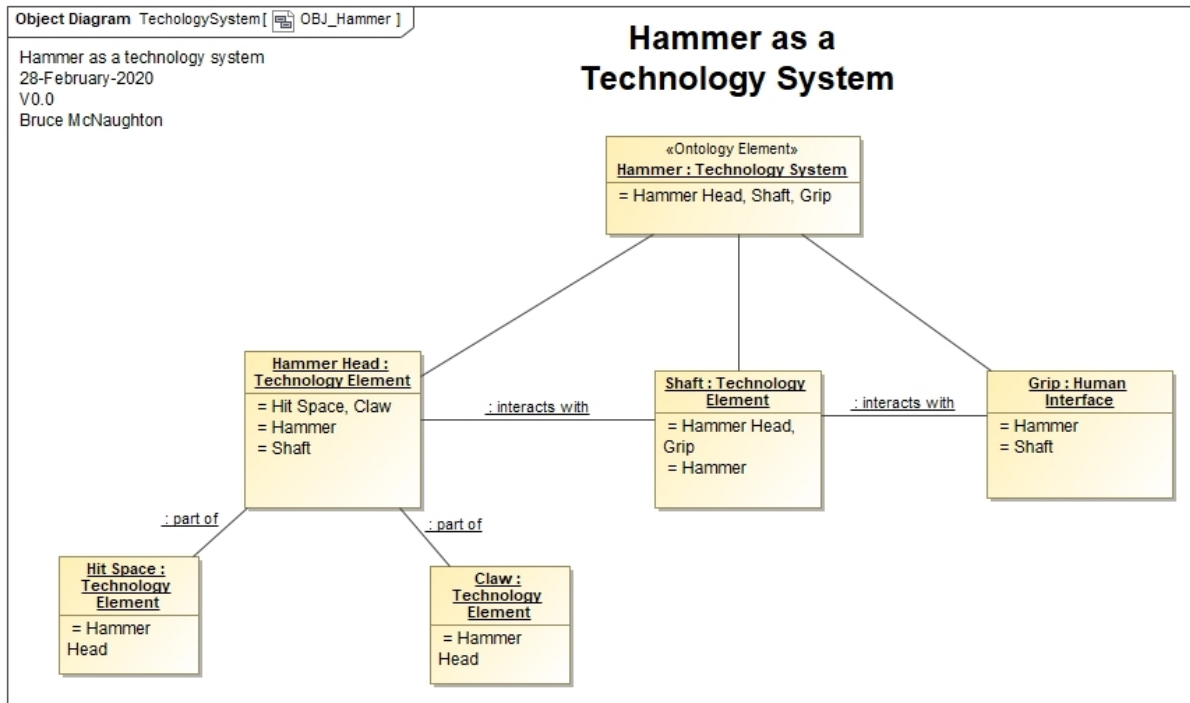 Object Diagram TechologySystem[ OBJ_Hammer ]
Hammer as a technology system
28-February-2020
V0.0
Bruce McNaughton
Hammer as a
Technology System
«Ontology Element»
Hammer : Technology System
= Hammer Head, Shaft, Grip
Hammer Head :
Technology Element
= Hit Space, Claw
= Hammer
= Shaft
: interacts with
Shaft : Technology
Element
= Hammer Head,
Grip
= Hammer
: interacts with
Grip : Human
Interface
= Hammer
= Shaft
: part of
: part of
Hit Space :
Technology
Element
= Hammer
Head
Claw :
Technology
Element
= Hammer
Head